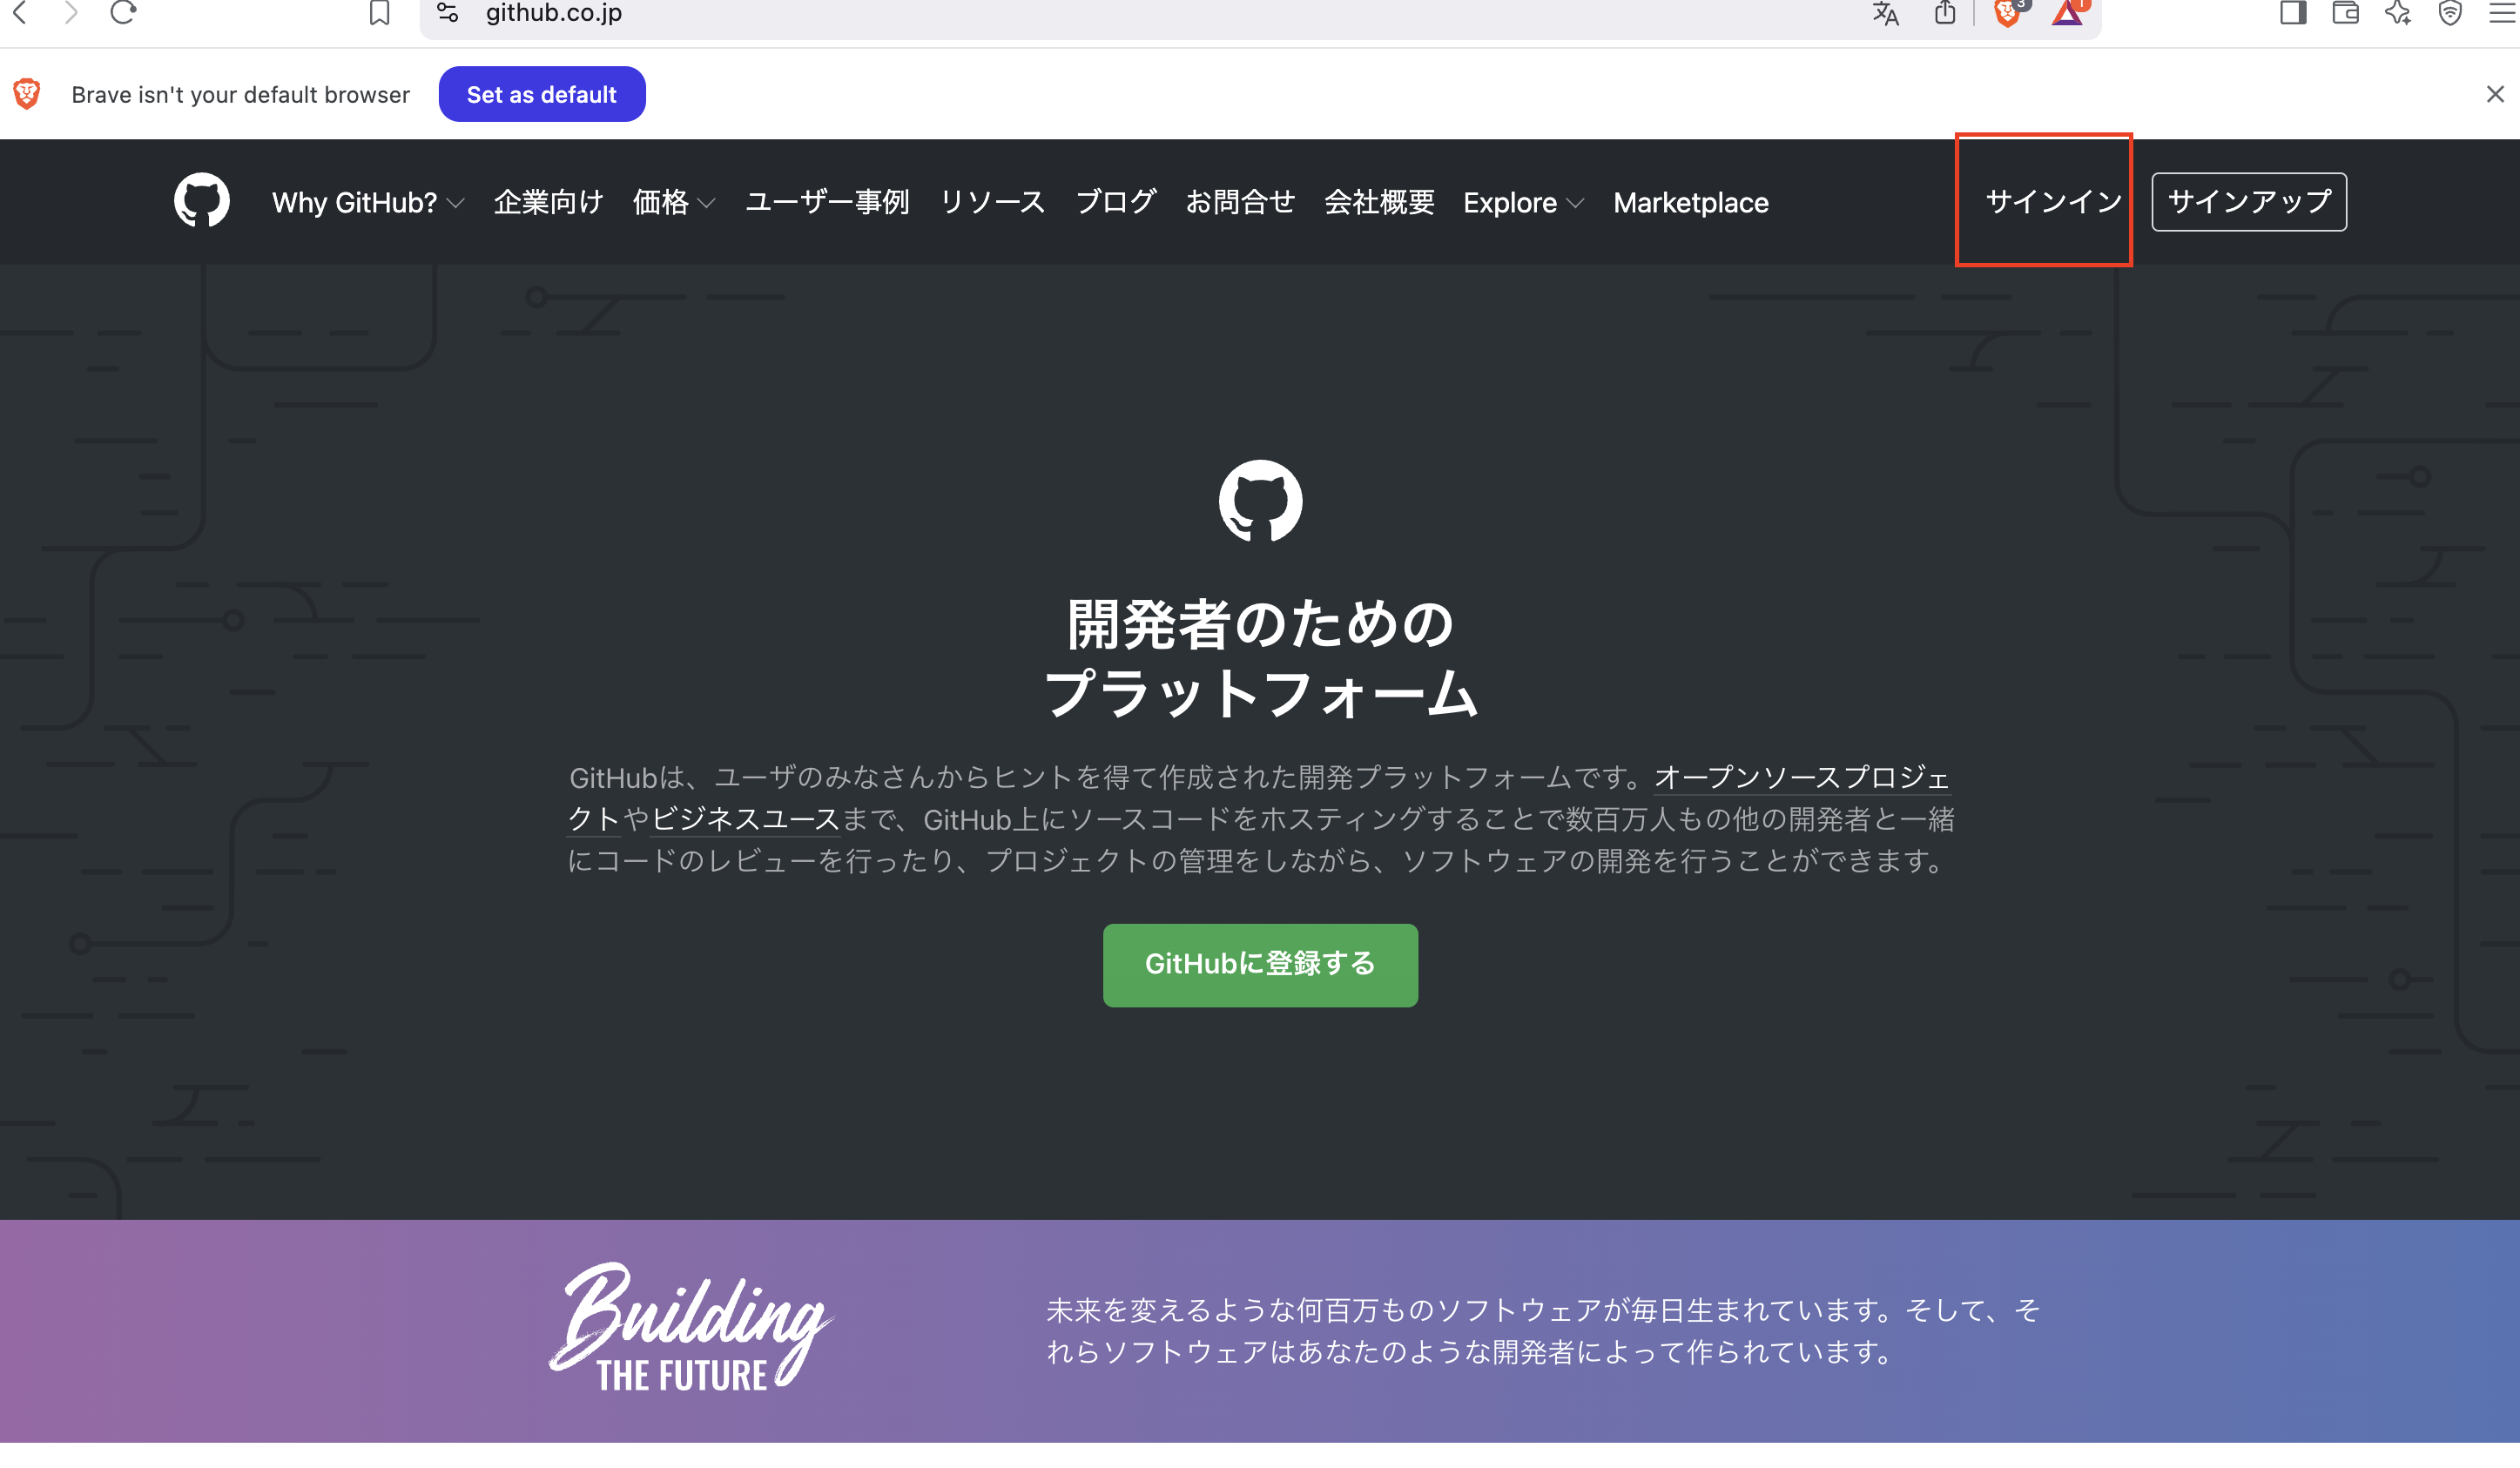 github.co.jp
3
1
Brave isn't your default browser
Set as default
Why GitHub? 企業向け 価格 ユーザー事例 リソース ブログ お問合せ 会社概要 Explore Marketplace サインイン サインアップ
開発者のための
プラットフォーム
GitHubは、ユーザのみなさんからヒントを得て作成された開発プラットフォームです。オープンソースプロジェ
クトやビジネスユースまで、GitHub上にソースコードをホスティングすることで数百万人もの他の開発者と一緒
にコードのレビューを行ったり、プロジェクトの管理をしながら、ソフトウェアの開発を行うことができます。
GitHubに登録する
Building
THE FUTURE
未来を変えるような何百万ものソフトウェアが毎日生まれています。そして、そ
れらソフトウェアはあなたのような開発者によって作られています。